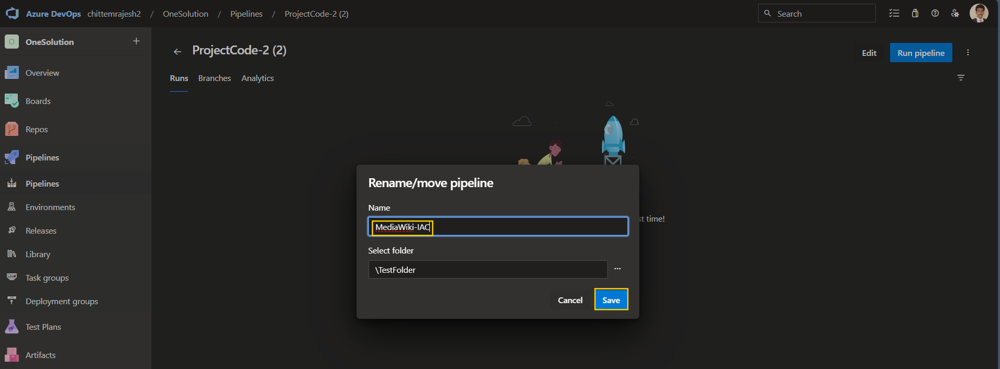 Azure DevOps chittemrajesh2 / OneSolution / Pipelines / ProjectCode-2 (2)
Search
O OneSolution +
Overview
Boards
Repos
Pipelines
Pipelines
Environments
Releases
Library
Task groups
Deployment groups
Test Plans
Artifacts
ProjectCode-2 (2)
Edit Run pipeline
Runs Branches Analytics
st time!
Rename/move pipeline
Name
MediaWiki-IAC
Select folder
\TestFolder ...
Cancel Save